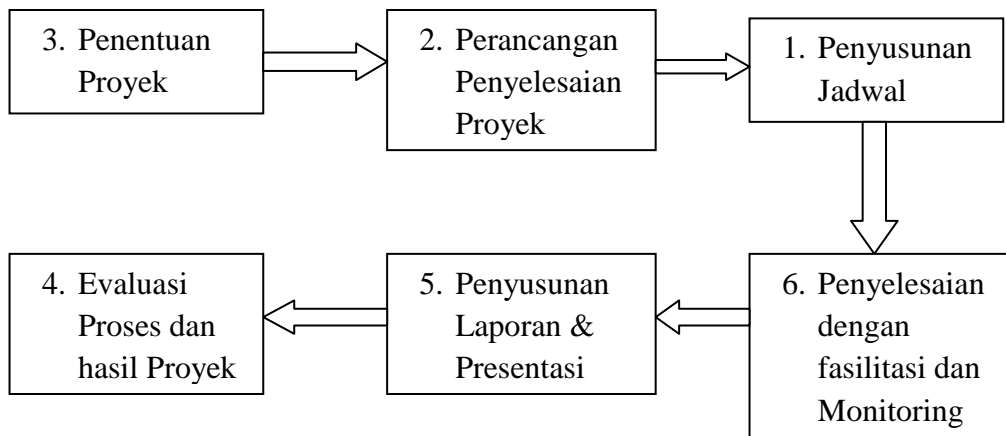 3. Penentuan
Proyek
2. Perancangan
Penyelesaian
Proyek
1. Penyusunan
Jadwal
4. Evaluasi
Proses dan
hasil Proyek
5. Penyusunan
Laporan &
Presentasi
6. Penyelesaian
dengan
fasilitasi dan
Monitoring